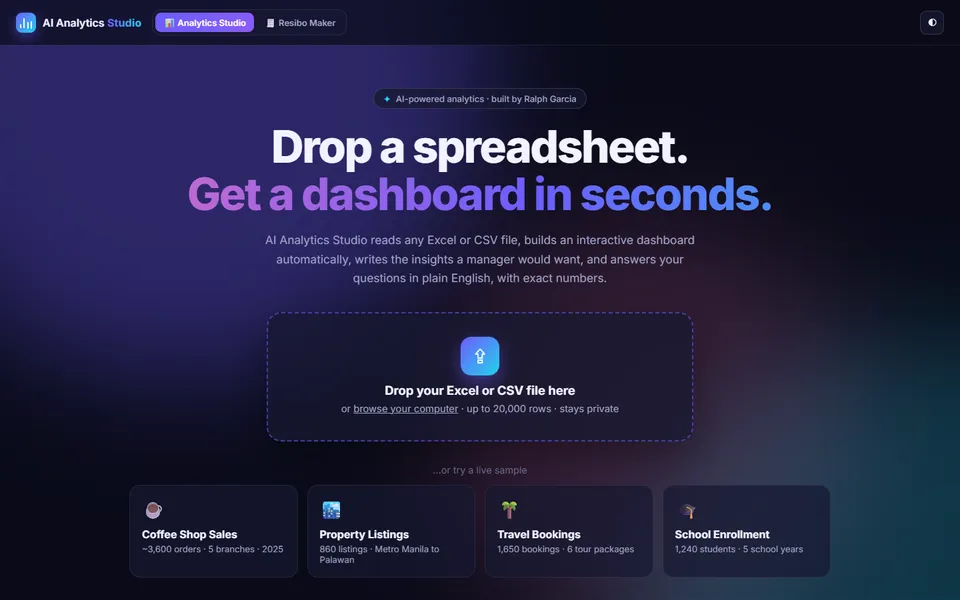 AI Analytics Studio
Analytics Studio
Resibo Maker
AI-powered analytics · built by Ralph Garcia
Drop a spreadsheet.
Get a dashboard in seconds.
AI Analytics Studio reads any Excel or CSV file, builds an interactive dashboard
automatically, writes the insights a manager would want, and answers your
questions in plain English, with exact numbers.
Drop your Excel or CSV file here
or browse your computer · up to 20,000 rows · stays private
...or try a live sample
Coffee Shop Sales
~3,600 orders · 5 branches · 2025
Property Listings
860 listings · Metro Manila to
Palawan
Travel Bookings
1,650 bookings · 6 tour packages
School Enrollment
1,240 students · 5 school years